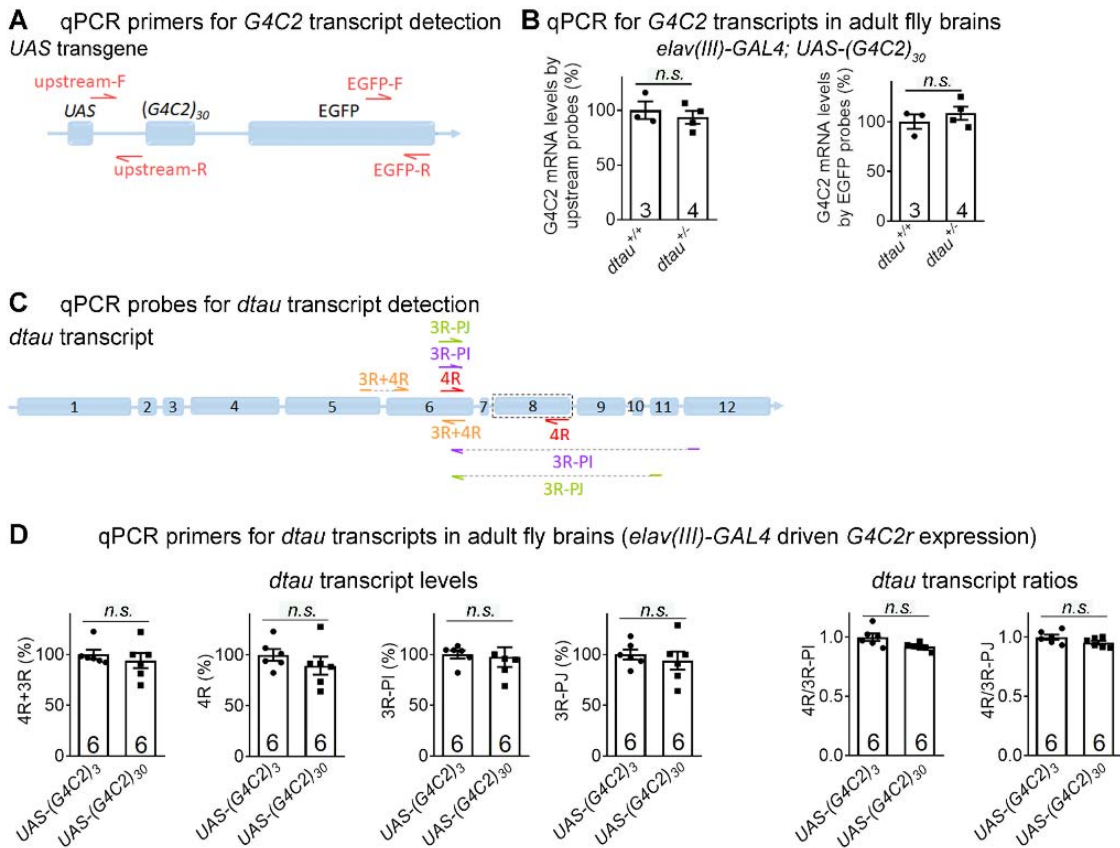 A qPCR primers for G4C2 transcript detection
UAS transgene
upstream-F
EGFP-F
UAS
(G4C2)30
EGFP
upstream-R
EGFP-R
B qPCR for G4C2 transcripts in adult flly brains
elav(III)-GAL4; UAS-(G4C2)30
G4C2 mRNA levels by
upstream probes (%)
n.s.
100
50
0
3
4
dtau+/+
dtau+/-
G4C2 mRNA levels
by EGFP probes (%)
n.s.
100
50
0
3
4
dtau+/+
dtau+/-
C qPCR probes for dtau transcript detection
dtau transcript
3R-PJ
3R-PI
3R+4R
4R
1 2 3 4 5 6 7 8 9 10 11 12
3R+4R
4R
3R-PI
3R-PJ
D qPCR primers for dtau transcripts in adult fly brains (elav(III)-GAL4 driven G4C2r expression)
dtau transcript levels
dtau transcript ratios
4R+3R (%)
n.s.
100
50
0
6
6
UAS-(G4C2)3
UAS-(G4C2)30
4R (%)
n.s.
100
50
0
6
6
UAS-(G4C2)3
UAS-(G4C2)30
3R-PI (%)
n.s.
100
50
0
6
6
UAS-(G4C2)3
UAS-(G4C2)30
3R-PJ (%)
n.s.
100
50
0
6
6
UAS-(G4C2)3
UAS-(G4C2)30
4R/3R-PI
n.s.
1.0
0.5
0.0
6
6
UAS-(G4C2)3
UAS-(G4C2)30
4R/3R-PJ
n.s.
1.0
0.5
0.0
6
6
UAS-(G4C2)3
UAS-(G4C2)30